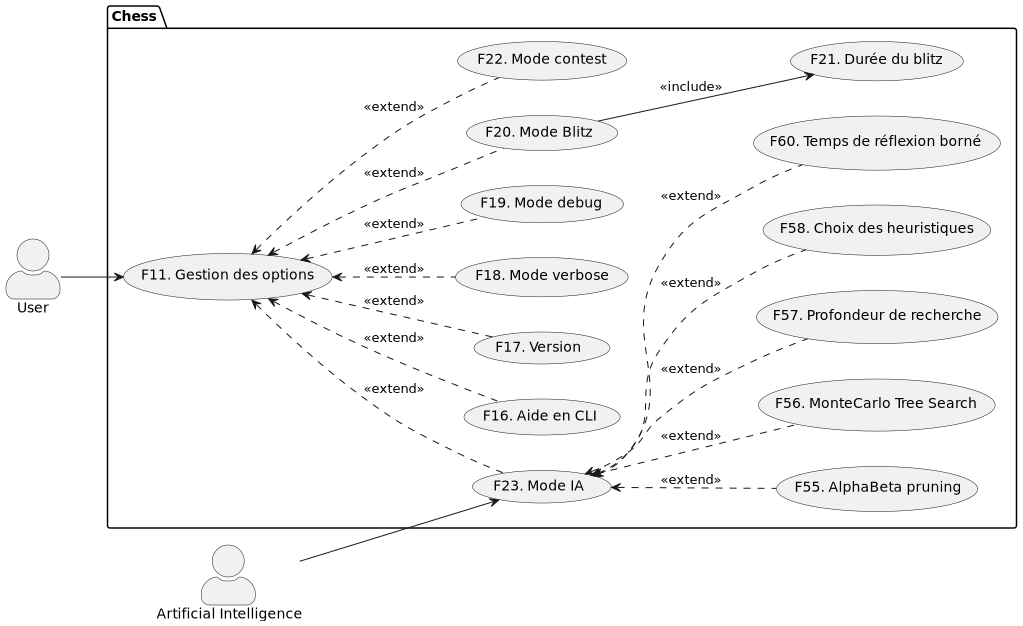 Chess
F22. Mode contest
F21. Durée du blitz
«include»
«extend»
F20. Mode Blitz
F60. Temps de réflexion borné
«extend»
«extend»
F19. Mode debug
«extend»
F58. Choix des heuristiques
F11. Gestion des options
«extend»
F18. Mode verbose
«extend»
User
«extend»
F57. Profondeur de recherche
«extend»
F17. Version
«extend»
«extend»
F16. Aide en CLI
F56. MonteCarlo Tree Search
«extend»
F23. Mode IA
«extend»
F55. AlphaBeta pruning
Artificial Intelligence